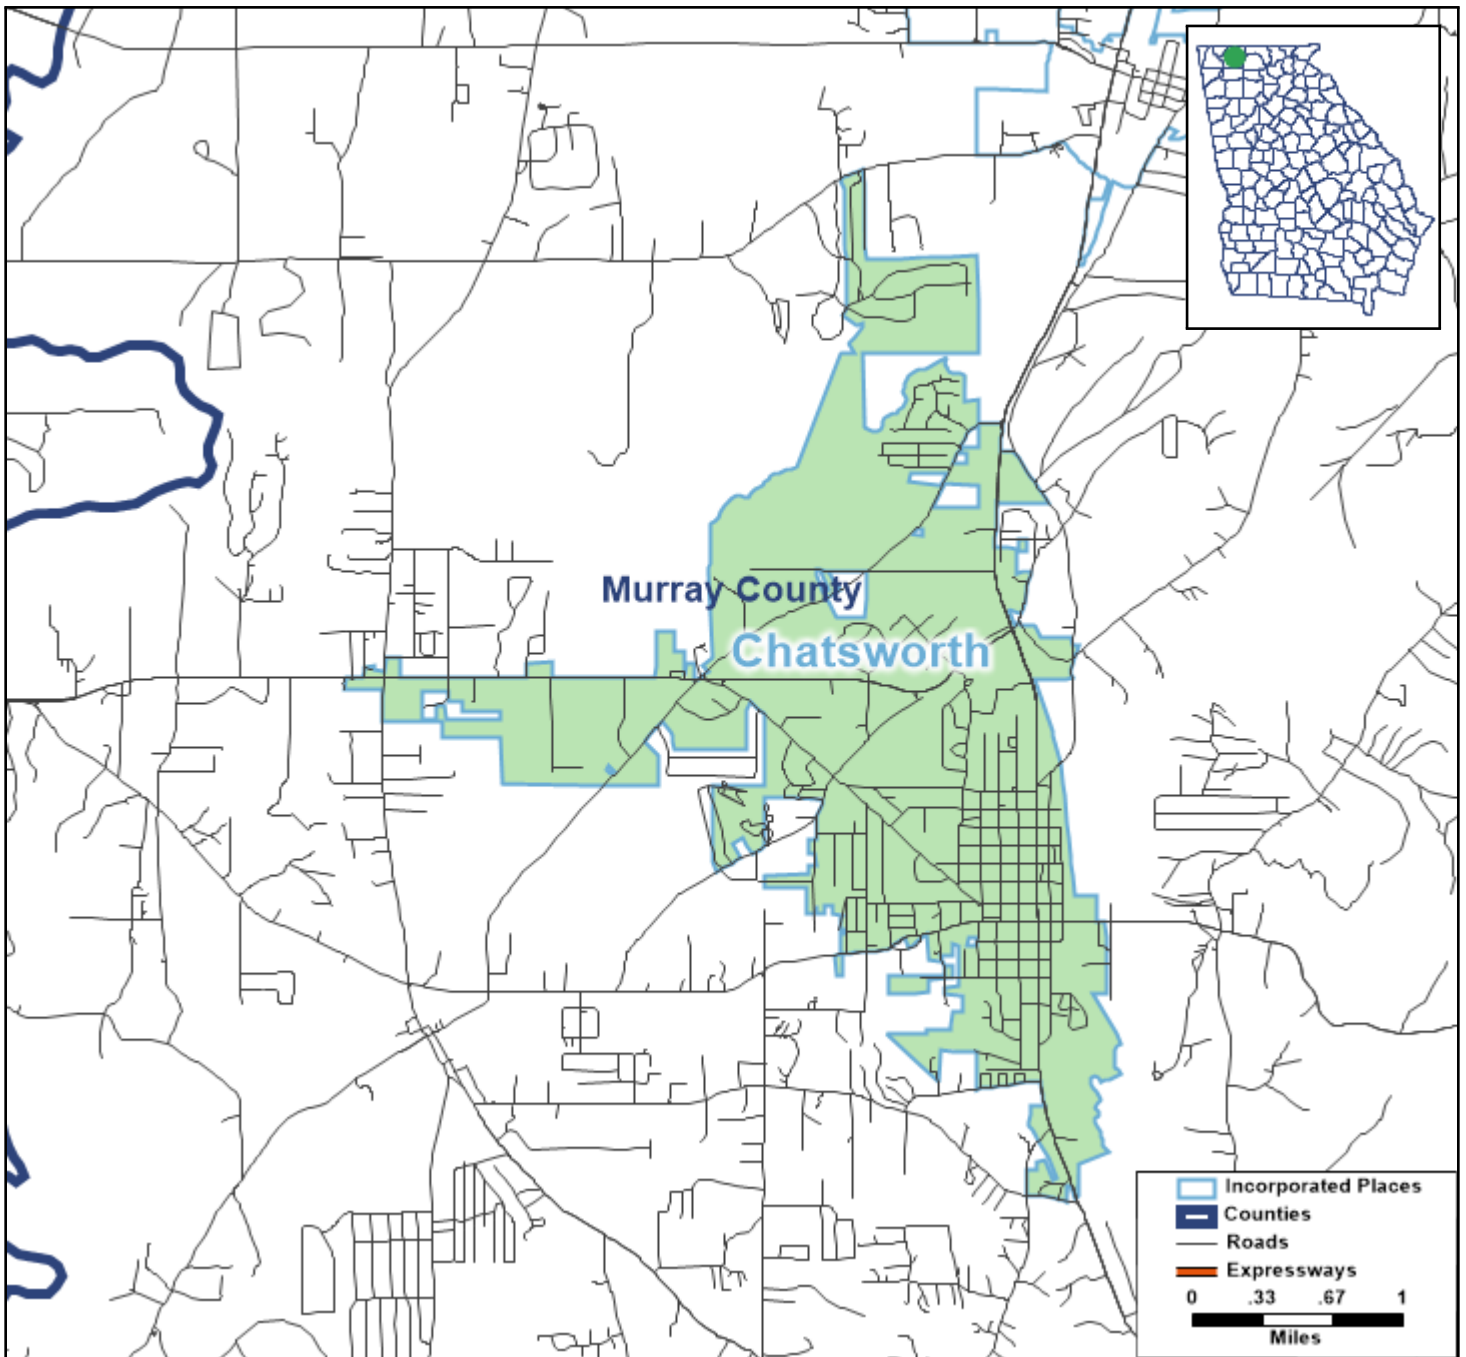 Murray County
Chatsworth
Incorporated Places
Counties
Roads
Expressways
0 .33 .67 1
Miles